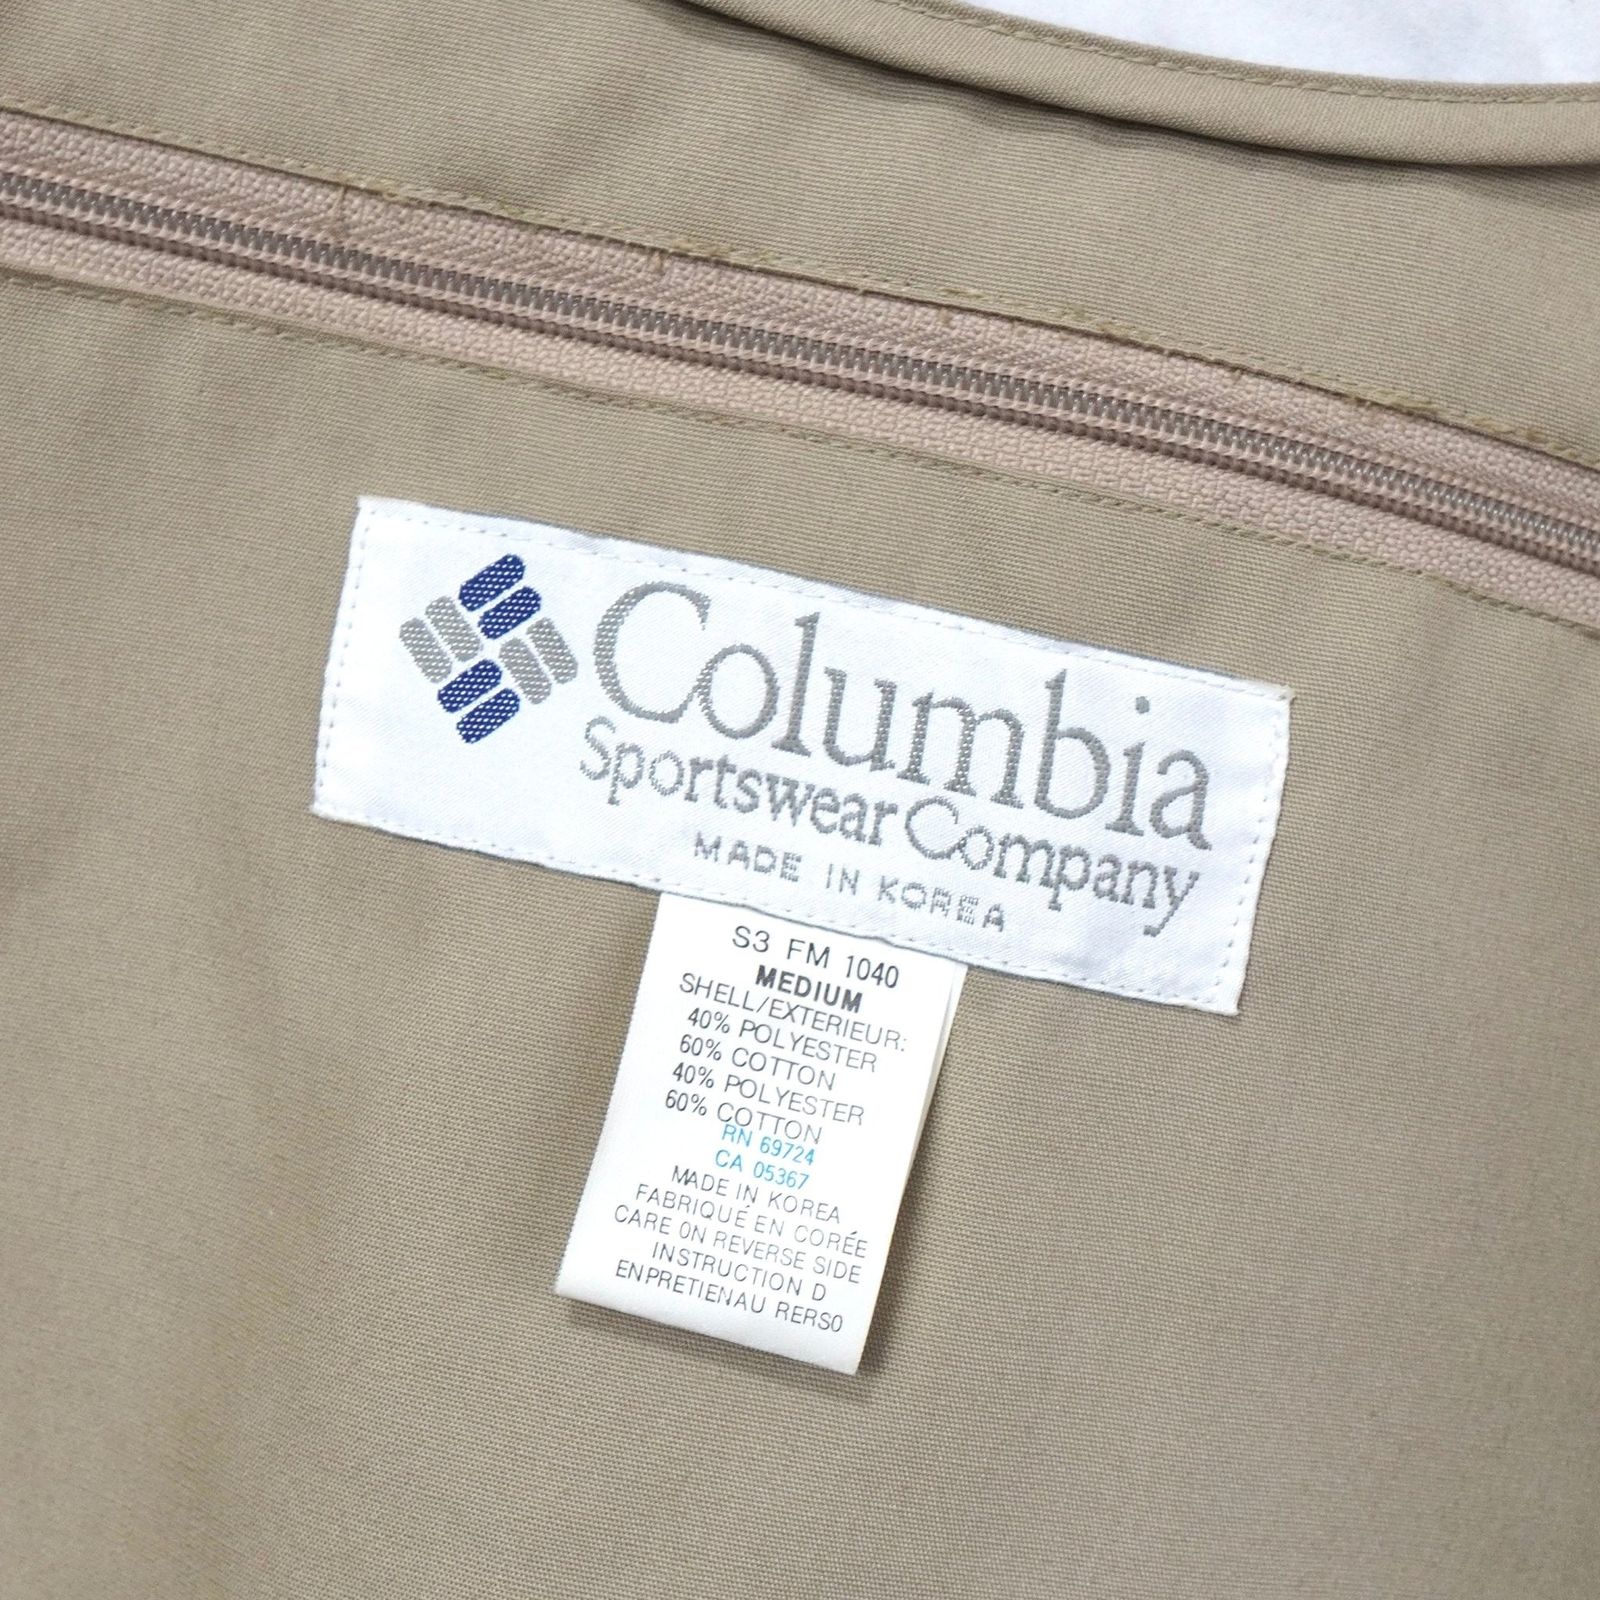 Columbia
Sportswear Company
MADE IN KOREA
S3 FM 1040
MEDIUM
SHELL/EXTERIEUR:
40% POLYESTER
60% COTTON
40% POLYESTER
60% COTTON
RN 69724
CA 05367
MADE IN KOREA
FABRIQUÉ EN CORÉE
CARE ON REVERSE SIDE
INSTRUCTION D
ENPRETIENAU RERSO